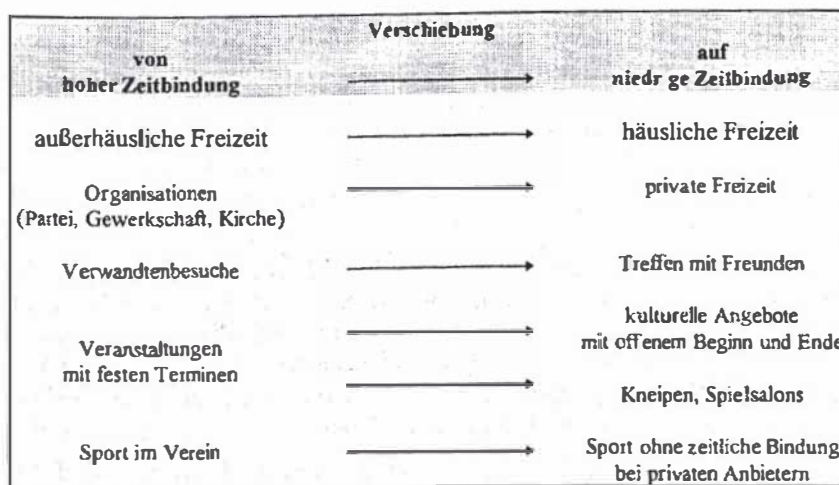 Verschiebung
von
hoher Zeitbindung
auf
niedr ge Zeitbindung
außerhäusliche Freizeit
häusliche Freizeit
Organisationen
(Partei, Gewerkschaft, Kirche)
private Freizeit
Verwandtenbesuche
Treffen mit Freunden
Veranstaltungen
mit festen Terminen
kulturelle Angebote
mit offenem Beginn und Ende
Kneipen, Spielsalons
Sport im Verein
Sport ohne zeitliche Bindung
bei privaten Anbietern